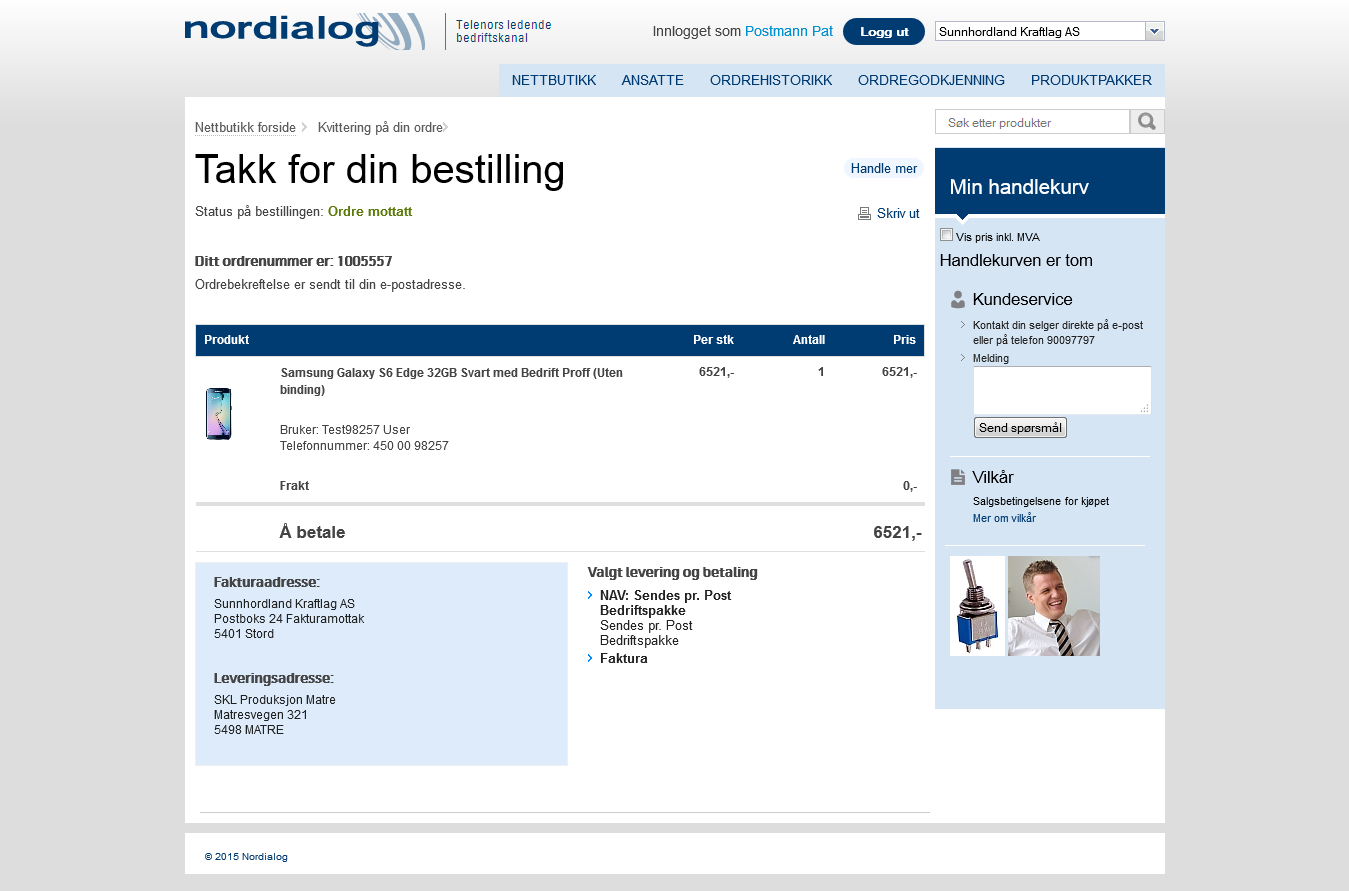 nordialog
Telenors ledende
bedriftskanal
Innlogget som Postmann Pat
Logg ut
Sunnhordland Kraftlag AS
NETTBUTIKK ANSATTE ORDREHISTORIKK ORDREGODKJENNING PRODUKTPAKKER
Nettbutikk forside Kvittering på din ordre
Søk etter produkter
Takk for din bestilling
Handle mer
Status på bestillingen: Ordre mottatt
Skriv ut
Ditt ordrenummer er: 1005557
Ordrebekreftelse er sendt til din e-postadresse.
Produkt Per stk Antall Pris
Samsung Galaxy S6 Edge 32GB Svart med Bedrift Proff (Uten 6521,- 1 6521,-
binding)
Bruker: Test98257 User
Telefonnummer: 450 00 98257
Frakt 0,-
Å betale 6521,-
Fakturaadresse:
Sunnhordland Kraftlag AS
Postboks 24 Fakturamottak
5401 Stord
Leveringsadresse:
SKL Produksjon Matre
Matresvegen 321
5498 MATRE
Valgt levering og betaling
NAV: Sendes pr. Post
Bedriftspakke
Sendes pr. Post
Bedriftspakke
Faktura
Min handlekurv
Vis pris inkl. MVA
Handlekurven er tom
Kundeservice
Kontakt din selger direkte på e-post
eller på telefon 90097797
Melding
Send spørsmål
Vilkår
Salgsbetingelsene for kjøpet
Mer om vilkår
© 2015 Nordialog